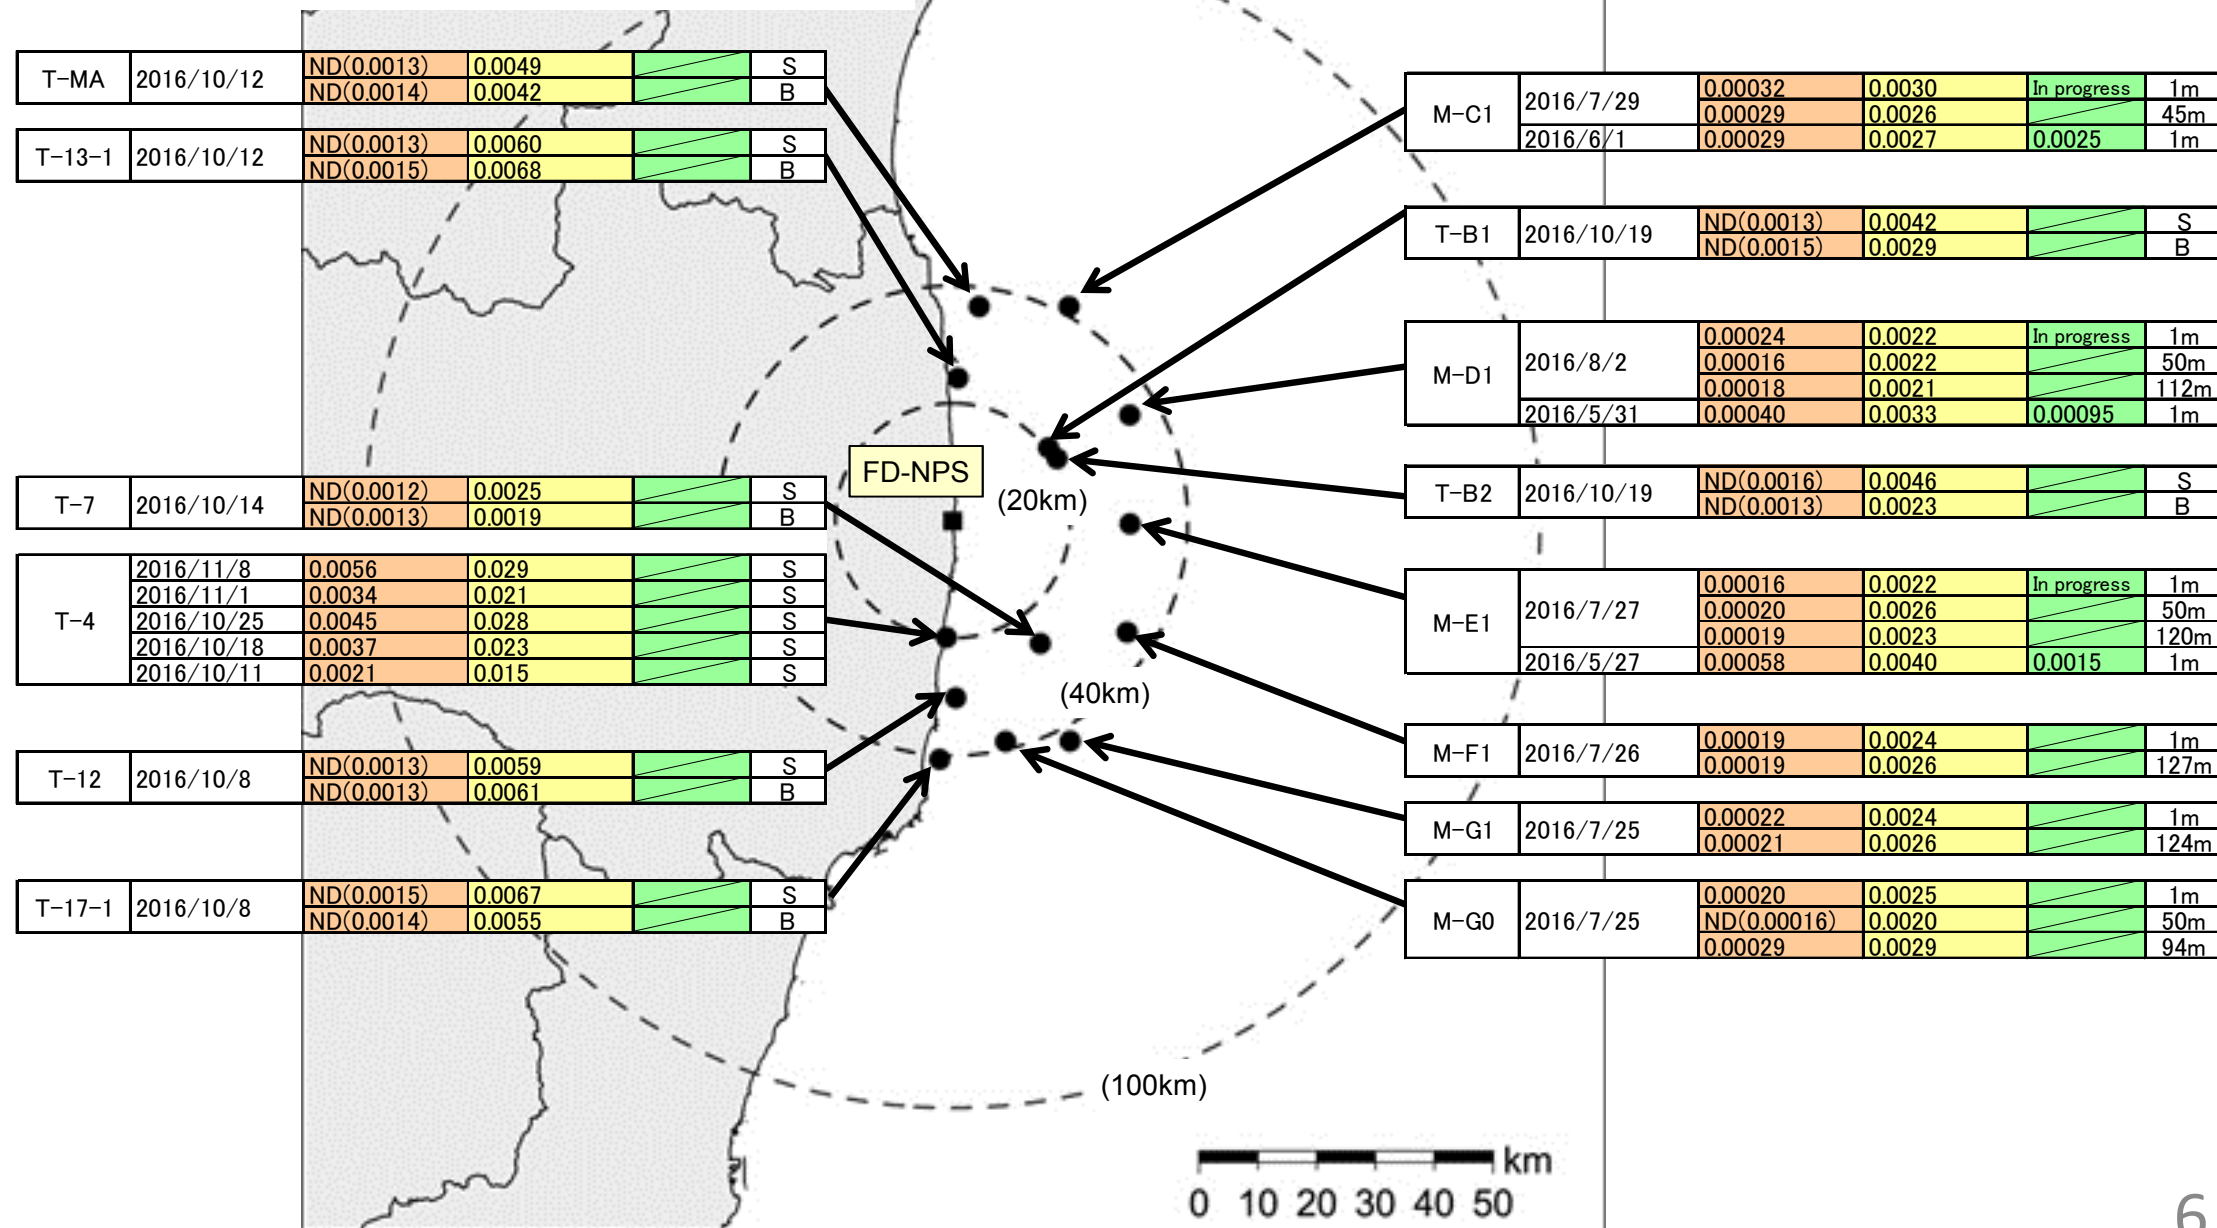 T-MA 2016/10/12 ND(0.0013) 0.0049 S
ND(0.0014) 0.0042 B
T-13-1 2016/10/12 ND(0.0013) 0.0060 S
ND(0.0015) 0.0068 B
T-7 2016/10/14 ND(0.0012) 0.0025 S
ND(0.0013) 0.0019 B
T-4 2016/11/8 0.0056 0.029 S
2016/11/1 0.0034 0.021 S
2016/10/25 0.0045 0.028 S
2016/10/18 0.0037 0.023 S
2016/10/11 0.0021 0.015 S
T-12 2016/10/8 ND(0.0013) 0.0059 S
ND(0.0013) 0.0061 B
T-17-1 2016/10/8 ND(0.0015) 0.0067 S
ND(0.0014) 0.0055 B
FD-NPS
(20km)
(40km)
(100km)
M-C1 2016/7/29 0.00032 0.0030 In progress 1m
0.00029 0.0026 45m
2016/6/1 0.00029 0.0027 0.0025 1m
T-B1 2016/10/19 ND(0.0013) 0.0042 S
ND(0.0015) 0.0029 B
M-D1 2016/8/2 0.00024 0.0022 In progress 1m
0.00016 0.0022 50m
0.00018 0.0021 112m
2016/5/31 0.00040 0.0033 0.00095 1m
T-B2 2016/10/19 ND(0.0016) 0.0046 S
ND(0.0013) 0.0023 B
M-E1 2016/7/27 0.00016 0.0022 In progress 1m
0.00020 0.0026 50m
0.00019 0.0023 120m
2016/5/27 0.00058 0.0040 0.0015 1m
M-F1 2016/7/26 0.00019 0.0024 1m
0.00019 0.0026 127m
M-G1 2016/7/25 0.00022 0.0024 1m
0.00021 0.0026 124m
M-G0 2016/7/25 0.00020 0.0025 1m
ND(0.00016) 0.0020 50m
0.00029 0.0029 94m
km
0 10 20 30 40 50
6